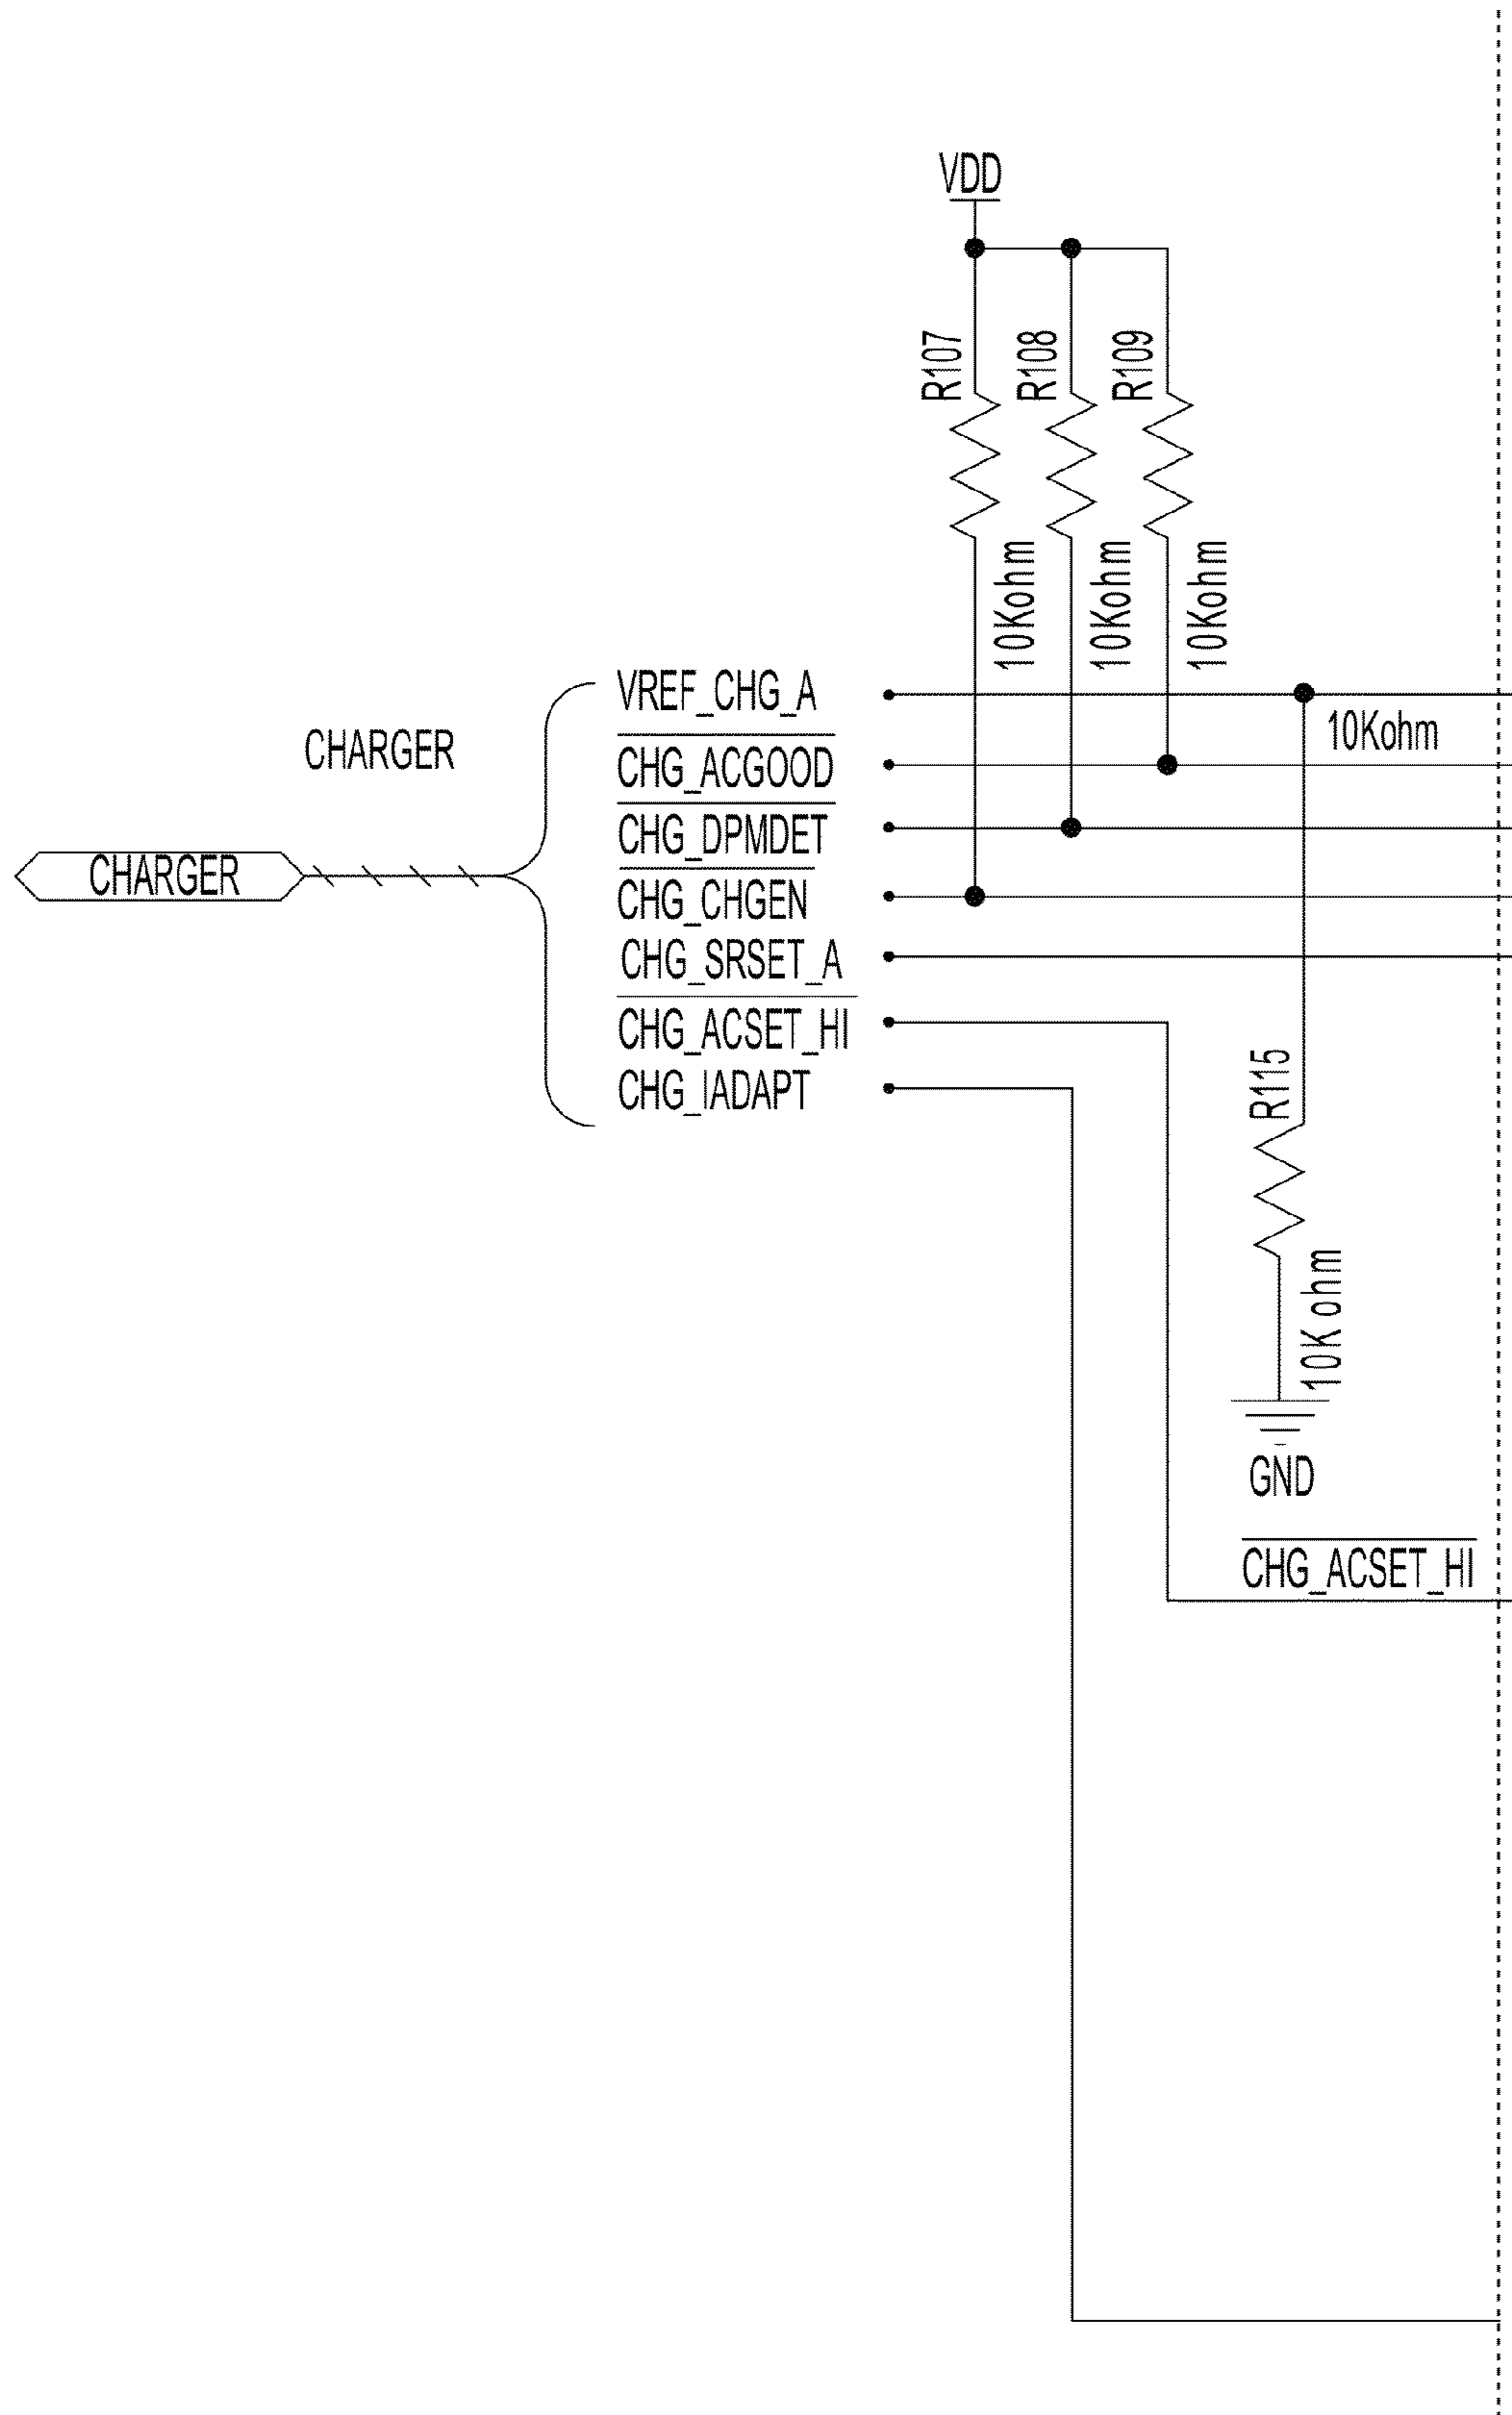 VDD
R107
R108
R109
10Kohm
10Kohm
10Kohm
VREF_CHG_A
10Kohm
CHARGER
CHG_ACGOOD
CHG_DPMDET
CHARGER
CHG_CHGEN
CHG_SRSET_A
CHG_ACSET_HI
CHG_IADAPT
R115
10K ohm
GND
CHG_ACSET_HI